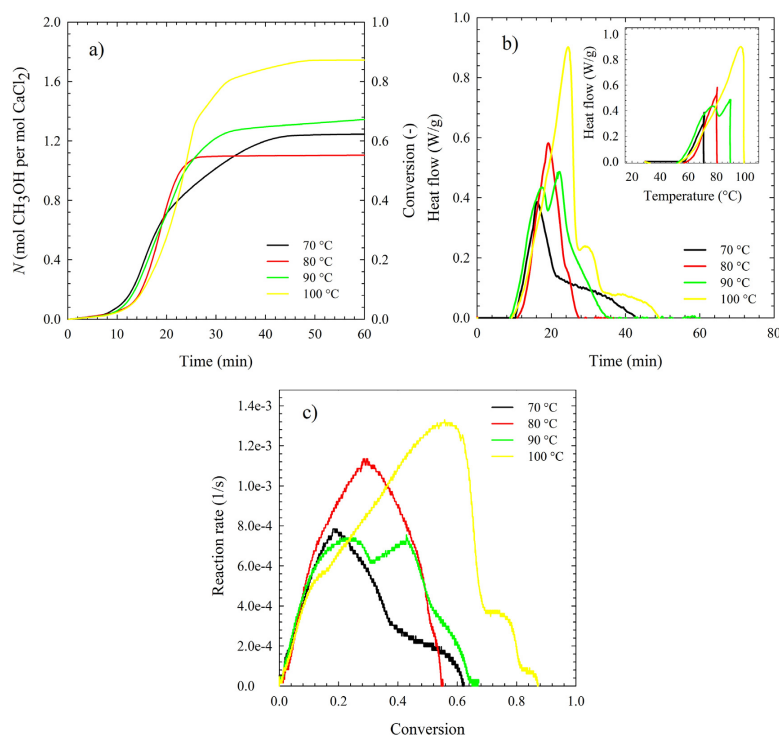 a)
N (mol CH3OH per mol CaCl2)
2.0
1.6
1.2
0.8
0.4
0.0
1.0
0.8
0.6
0.4
0.2
0.0
Conversion (-)
70 °C
80 °C
90 °C
100 °C
0 10 20 30 40 50 60
Time (min)
b)
Heat flow (W/g)
1.0
0.8
0.6
0.4
0.2
0.0
70 °C
80 °C
90 °C
100 °C
0 20 40 60 80
Time (min)
Heat flow (W/g)
1.0
0.8
0.6
0.4
0.2
0.0
20 40 60 80 100 120
Temperature (°C)
c)
Reaction rate (1/s)
1.4e-3
1.2e-3
1.0e-3
8.0e-4
6.0e-4
4.0e-4
2.0e-4
0.0
70 °C
80 °C
90 °C
100 °C
0.0 0.2 0.4 0.6 0.8 1.0
Conversion